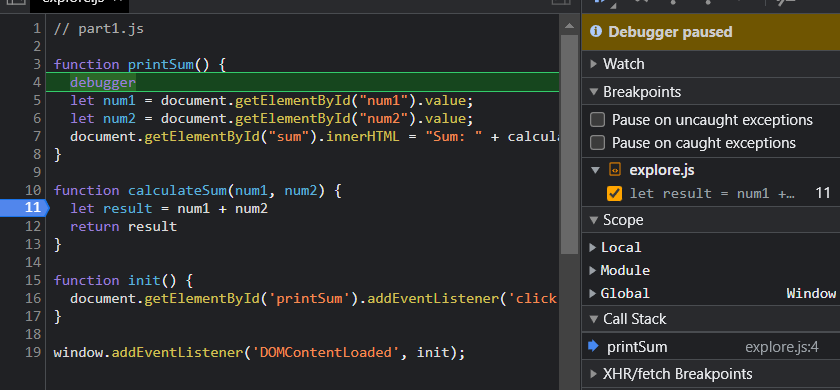 explore.js
1 // part1.js
2
3 function printSum() {
4 debugger
5 let num1 = document.getElementById("num1").value;
6 let num2 = document.getElementById("num2").value;
7 document.getElementById("sum").innerHTML = "Sum: " + calcula
8 }
9
10 function calculateSum(num1, num2) {
11 let result = num1 + num2
12 return result
13 }
14
15 function init() {
16 document.getElementById('printSum').addEventListener('click
17 }
18
19 window.addEventListener('DOMContentLoaded', init);
Debugger paused
Watch
Breakpoints
Pause on uncaught exceptions
Pause on caught exceptions
explore.js
let result = num1 +… 11
Scope
Local
Module
Global Window
Call Stack
printSum explore.js:4
XHR/fetch Breakpoints